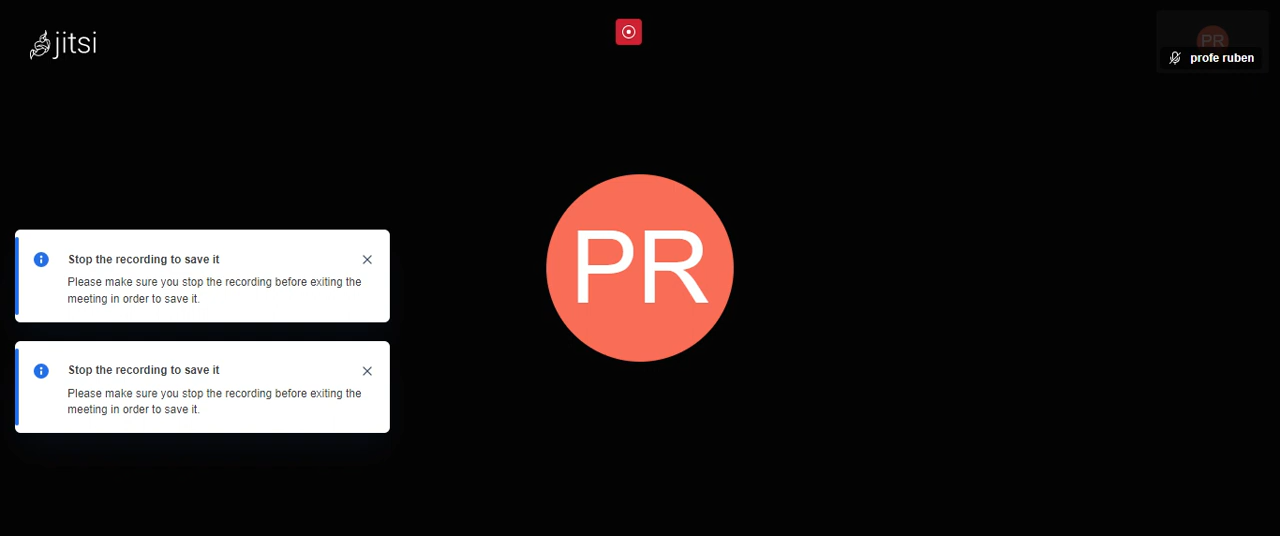 jitsi
PR
profe ruben
PR
Stop the recording to save it
Please make sure you stop the recording before exiting the
meeting in order to save it.
Stop the recording to save it
Please make sure you stop the recording before exiting the
meeting in order to save it.